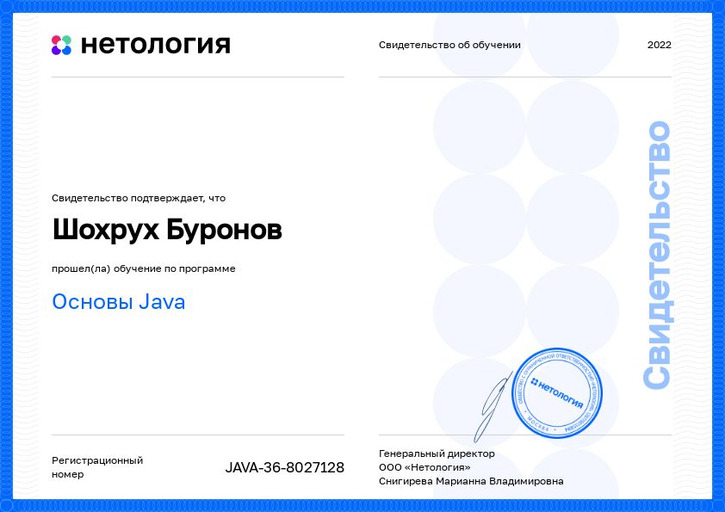 нетология
Свидетельство об обучении
2022
Свидетельство подтверждает, что
Шохрух Буронов
прошел(ла) обучение по программе
Основы Java
Свидетельство
нетология
МОСКВА
Регистрационный
номер
JAVA-36-8027128
Генеральный директор
ООО «Нетология»
Снигирева Марианна Владимировна